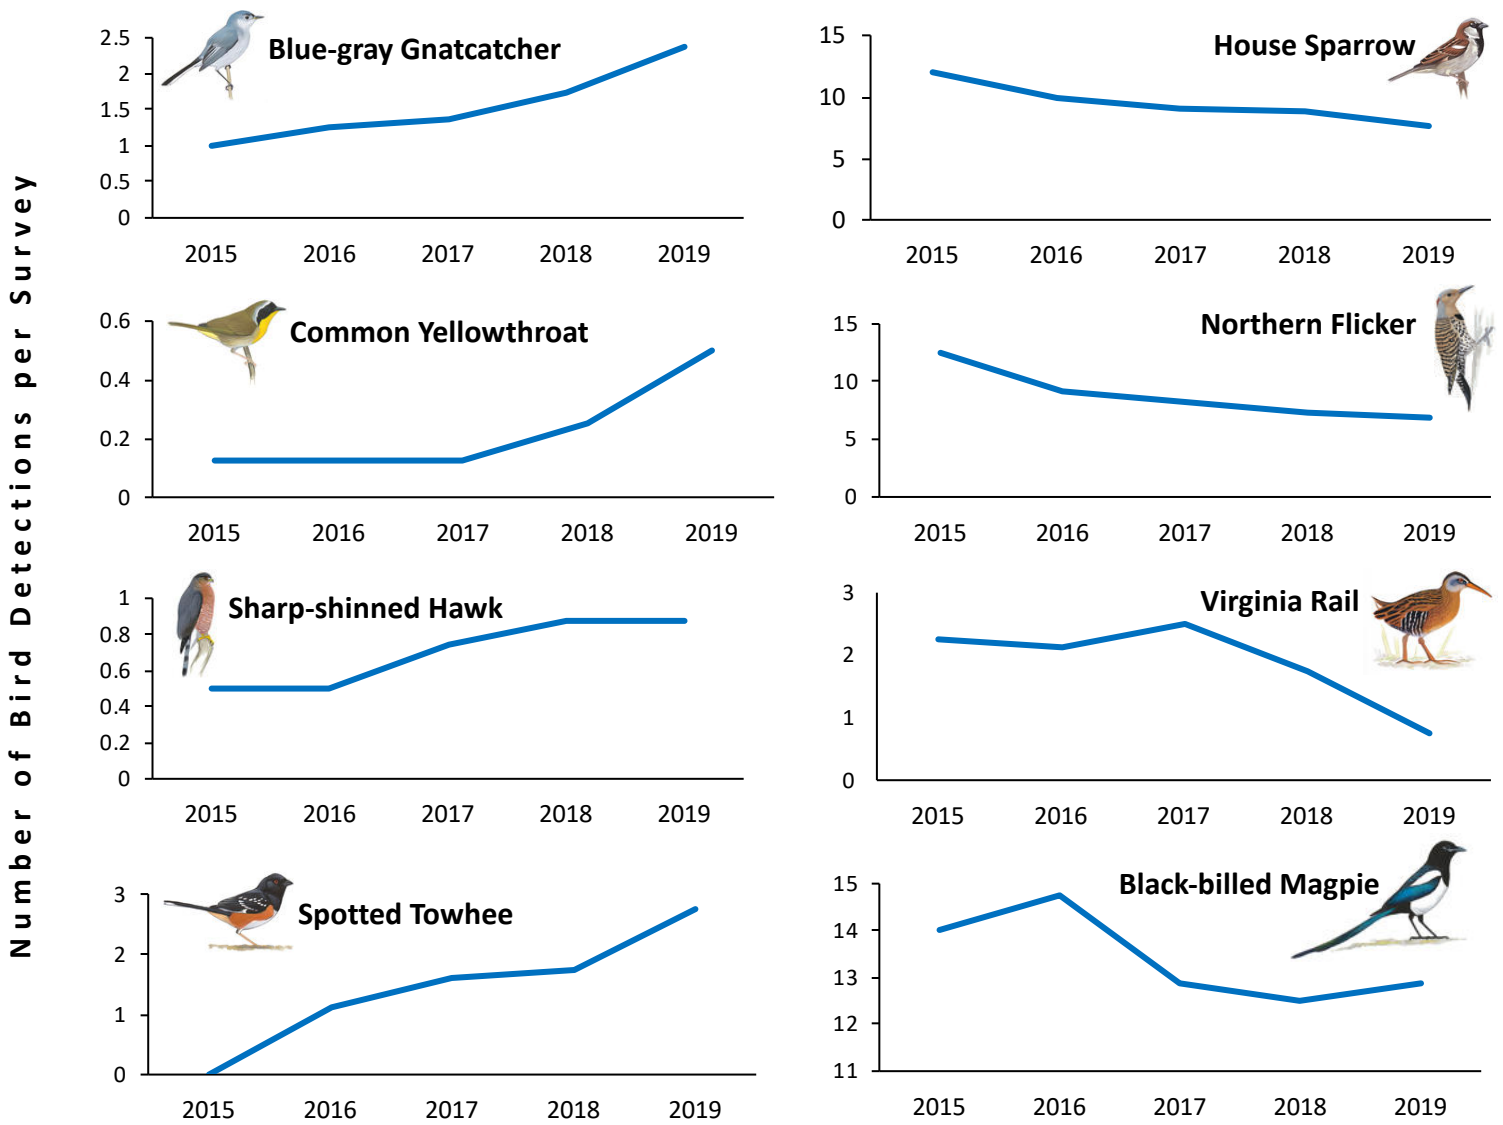 Number of Bird Detections per Survey
Blue-gray Gnatcatcher
2.5
2
1.5
1
0.5
0
2015 2016 2017 2018 2019
House Sparrow
15
10
5
0
2015 2016 2017 2018 2019
Common Yellowthroat
0.6
0.4
0.2
0
2015 2016 2017 2018 2019
Northern Flicker
15
10
5
0
2015 2016 2017 2018 2019
Sharp-shinned Hawk
1
0.8
0.6
0.4
0.2
0
2015 2016 2017 2018 2019
Virginia Rail
3
2
1
0
2015 2016 2017 2018 2019
Spotted Towhee
3
2
1
0
2015 2016 2017 2018 2019
Black-billed Magpie
15
14
13
12
11
2015 2016 2017 2018 2019